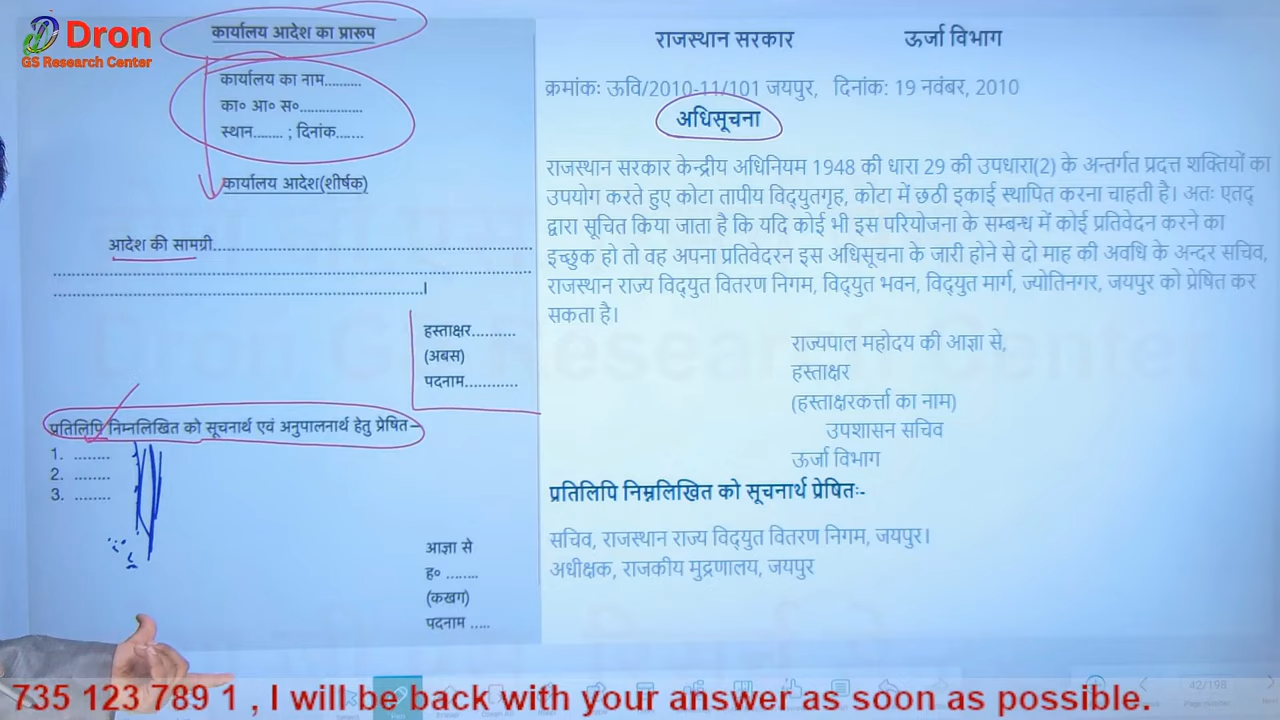 Dron
GS Research Center
कार्यालय आदेश का प्रारूप
कार्यालय का नाम..........
का० आ० स०.................
स्थान........ ; दिनांक.......
कार्यालय आदेश(शीर्षक)
आदेश की सामग्री
हस्ताक्षर..........
(अबस)
पदनाम............
प्रतिलिपि निम्नलिखित को सूचनार्थ एवं अनुपालनार्थ हेतु प्रेषित–
1. ........
2. ........
3. ........
आज्ञा से
ह० ........
(कखग)
पदनाम .....
राजस्थान सरकार ऊर्जा विभाग
क्रमांकः ऊवि/2010-11/101 जयपुर, दिनांक: 19 नवंबर, 2010
अधिसूचना
राजस्थान सरकार केन्द्रीय अधिनियम 1948 की धारा 29 की उपधारा(2) के अन्तर्गत प्रदत्त शक्तियों का
उपयोग करते हुए कोटा तापीय विद्युतगृह, कोटा में छठी इकाई स्थापित करना चाहती है। अतः एतद्
द्वारा सूचित किया जाता है कि यदि कोई भी इस परियोजना के सम्बन्ध में कोई प्रतिवेदन करने का
इच्छुक हो तो वह अपना प्रतिवेदरन इस अधिसूचना के जारी होने से दो माह की अवधि के अन्दर सचिव,
राजस्थान राज्य विद्युत वितरण निगम, विद्युत भवन, विद्युत मार्ग, ज्योतिनगर, जयपुर को प्रेषित कर
सकता है।
राज्यपाल महोदय की आज्ञा से,
हस्ताक्षर
(हस्ताक्षरकर्त्ता का नाम)
उपशासन सचिव
ऊर्जा विभाग
प्रतिलिपि निम्नलिखित को सूचनार्थ प्रेषितः-
सचिव, राजस्थान राज्य विद्युत वितरण निगम, जयपुर।
अधीक्षक, राजकीय मुद्रणालय, जयपुर
42/198
735 123 789 1 , I will be back with your answer as soon as possible.